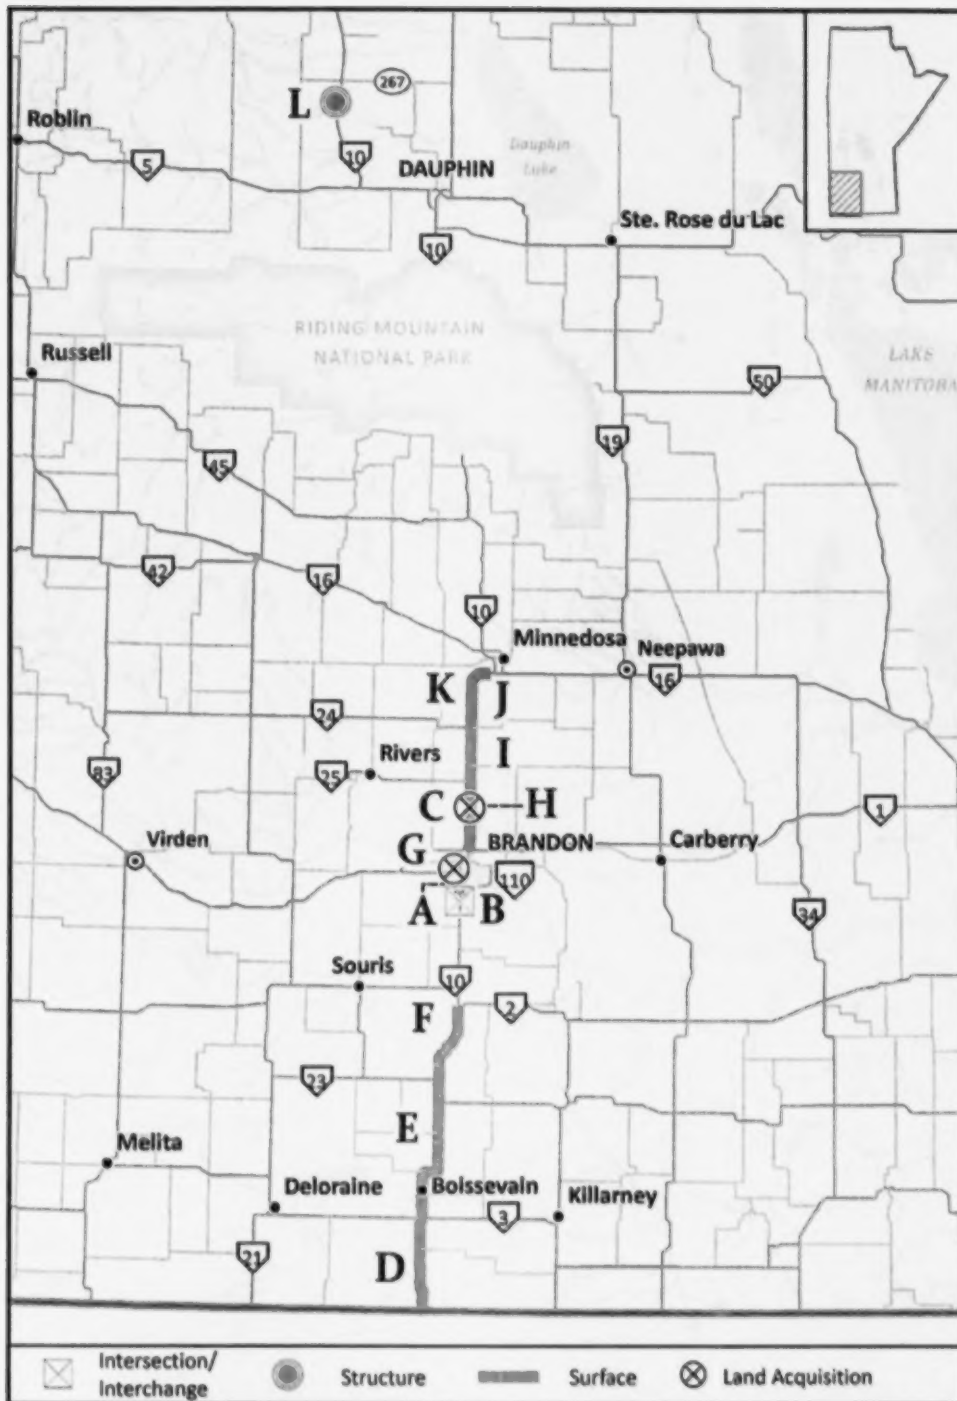 267
L
Roblin
5
10
DAUPHIN
Dauphin
Lake
Ste. Rose du Lac
10
RIDING MOUNTAIN
NATIONAL PARK
Russell
LAKE
MANITOBA
50
19
45
42
16
10
Minnedosa
Neepawa
16
K
J
24
I
Rivers
83
25
C
H
1
Virden
BRANDON
Carberry
G
110
A
B
34
Souris
10
F
2
23
E
Melita
Deloraine
Boissevain
Killarney
3
21
D
Intersection/
Interchange
Structure
Surface
Land Acquisition